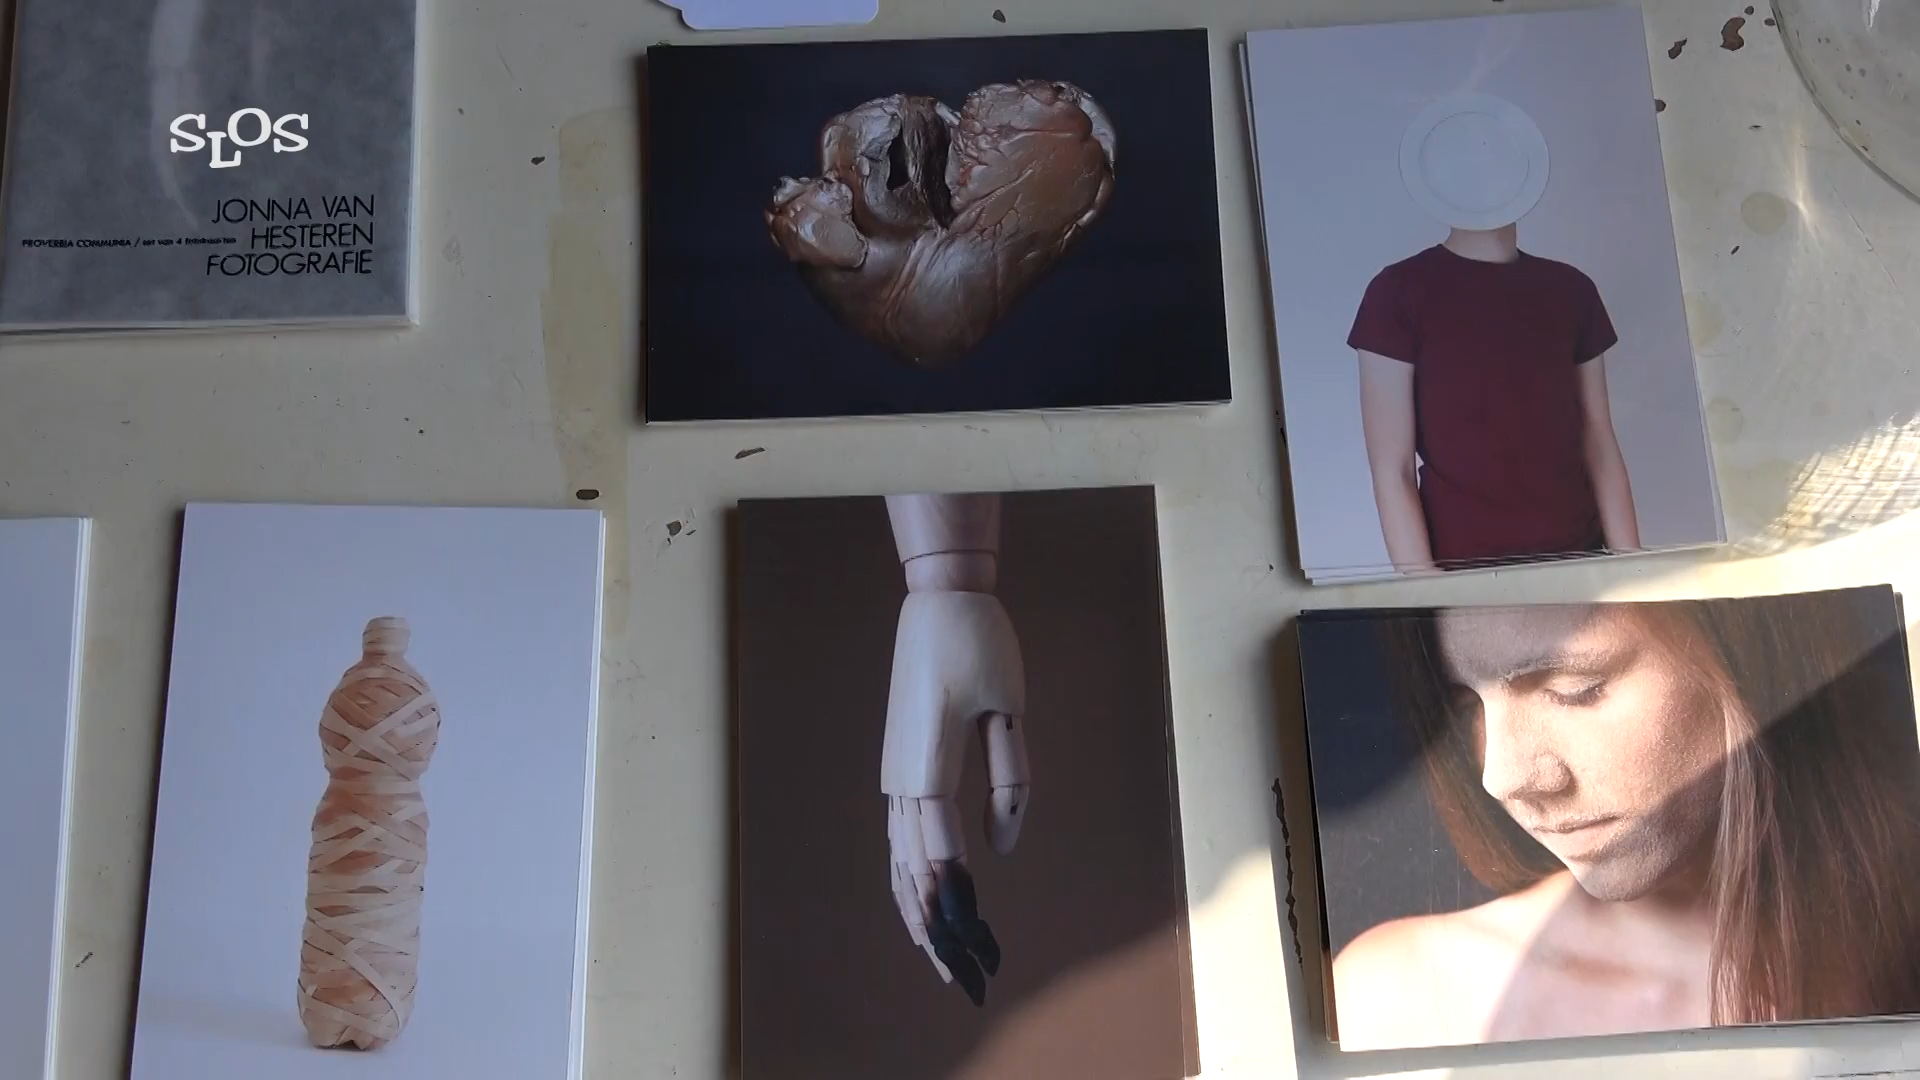 SLOS
JONNA VAN
PROVERBIA COMMUNIA / set van 4 fotokaarten HESTEREN
FOTOGRAFIE